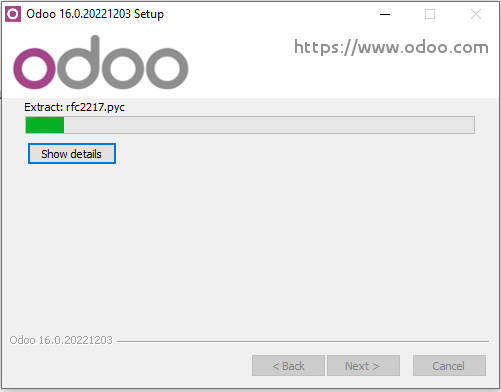 Odoo 16.0.20221203 Setup
odoo
https://www.odoo.com
Extract: rfc2217.pyc
Show details
Odoo 16.0.20221203
< Back
Next >
Cancel